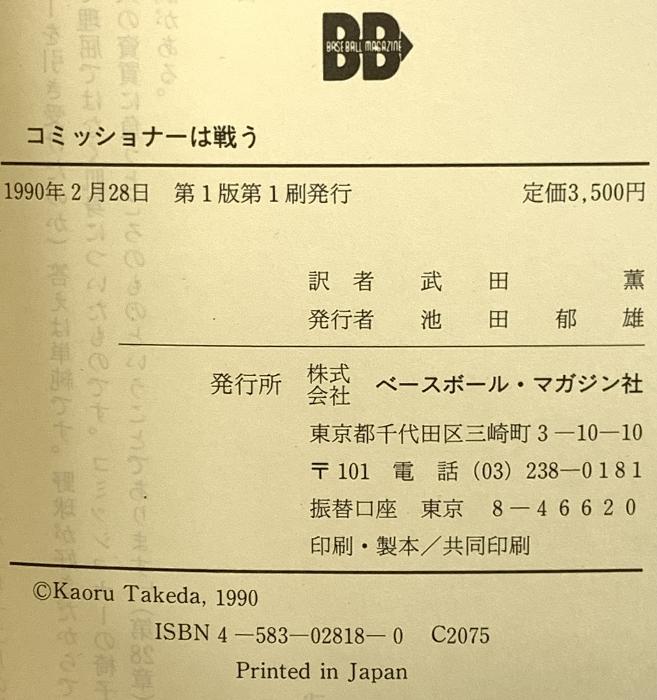 BB
BASEBALL MAGAZINE
コミッショナーは戦う
1990年2月28日 第1版第1刷発行 定価3,500円
訳者 武田 薫
発行者 池田郁雄
発行所 株式会社 ベースボール・マガジン社
東京都千代田区三崎町3―10―10
〒101 電話(03)238―0181
振替口座 東京 8―46620
印刷・製本/共同印刷
©Kaoru Takeda, 1990
ISBN 4―583―02818―0 C2075
Printed in Japan